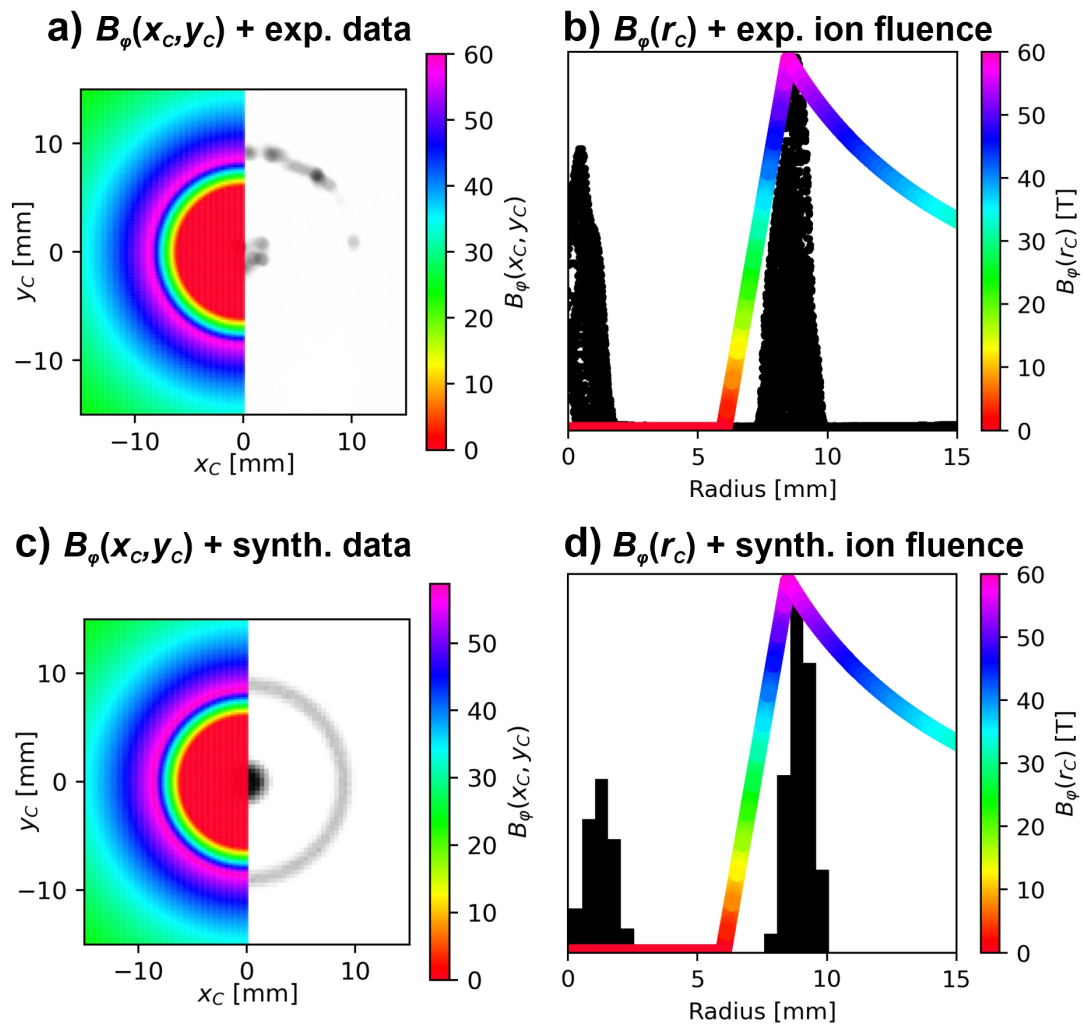 a) Bφ(xC,yC) + exp. data
60
50
40
30
20
10
0
Bφ(xC, yC)
10
0
−10
yC [mm]
−10 0 10
xC [mm]
b) Bφ(rC) + exp. ion fluence
60
50
40
30
20
10
0
Bφ(rC) [T]
0 5 10 15
Radius [mm]
c) Bφ(xC,yC) + synth. data
50
40
30
20
10
0
Bφ(xC, yC)
10
0
−10
yC [mm]
−10 0 10
xC [mm]
d) Bφ(rC) + synth. ion fluence
60
50
40
30
20
10
0
Bφ(rC) [T]
0 5 10 15
Radius [mm]